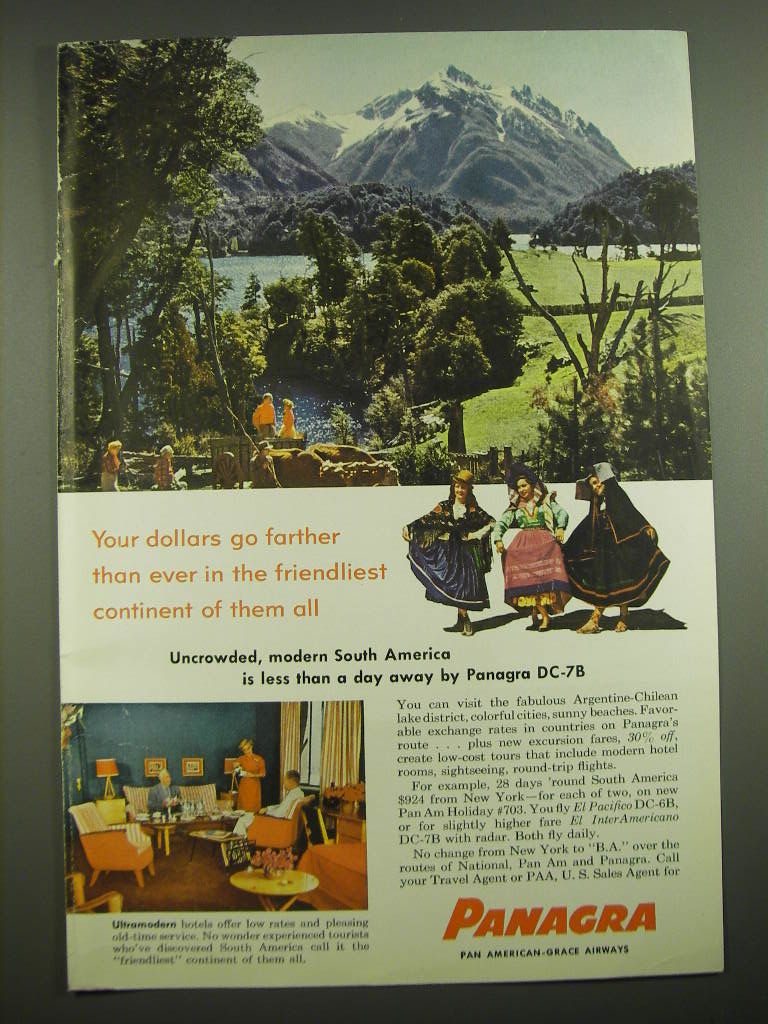 Your dollars go farther
than ever in the friendliest
continent of them all
Uncrowded, modern South America
is less than a day away by Panagra DC-7B
You can visit the fabulous Argentine-Chilean
lake district, colorful cities, sunny beaches. Favor-
able exchange rates in countries on Panagra's
route . . . plus new excursion fares, 30% off,
create low-cost tours that include modern hotel
rooms, sightseeing, round-trip flights.
For example, 28 days 'round South America
$924 from New York—for each of two, on new
Pan Am Holiday #703. You fly El Pacifico DC-6B,
or for slightly higher fare El InterAmericano
DC-7B with radar. Both fly daily.
No change from New York to "B.A." over the
routes of National, Pan Am and Panagra. Call
your Travel Agent or PAA, U. S. Sales Agent for
PANAGRA
PAN AMERICAN-GRACE AIRWAYS
Ultramodern hotels offer low rates and pleasing
old-time service. No wonder experienced tourists
who've discovered South America call it the
"friendliest" continent of them all.